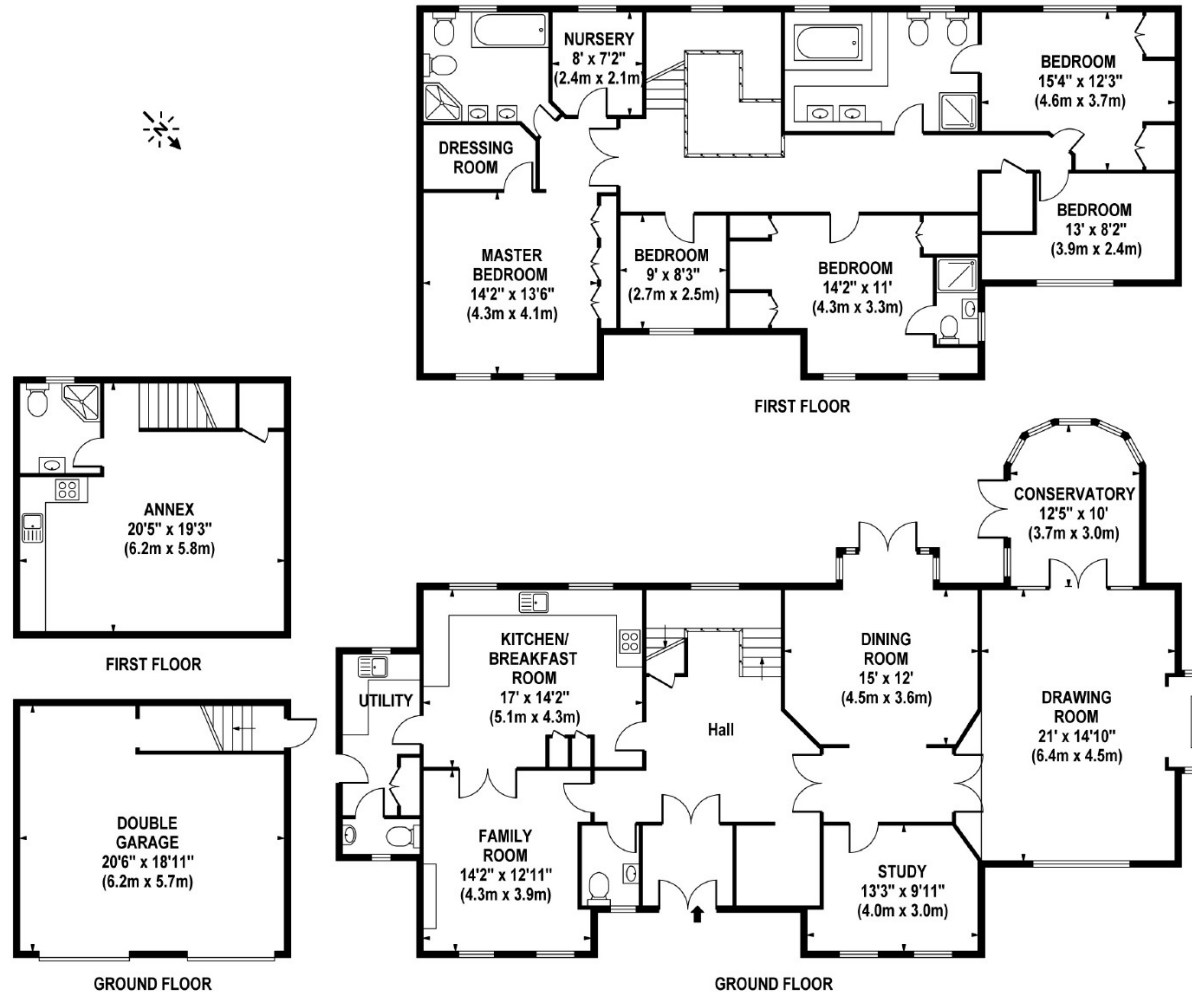 NURSERY
8' x 7'2"
(2.4m x 2.1m)
BEDROOM
15'4" x 12'3"
(4.6m x 3.7m)
DRESSING
ROOM
MASTER
BEDROOM
14'2" x 13'6"
(4.3m x 4.1m)
BEDROOM
9' x 8'3"
(2.7m x 2.5m)
BEDROOM
14'2" x 11'
(4.3m x 3.3m)
BEDROOM
13' x 8'2"
(3.9m x 2.4m)
FIRST FLOOR
ANNEX
20'5" x 19'3"
(6.2m x 5.8m)
FIRST FLOOR
CONSERVATORY
12'5" x 10'
(3.7m x 3.0m)
KITCHEN/
BREAKFAST
ROOM
17' x 14'2"
(5.1m x 4.3m)
UTILITY
Hall
DINING
ROOM
15' x 12'
(4.5m x 3.6m)
DRAWING
ROOM
21' x 14'10"
(6.4m x 4.5m)
DOUBLE
GARAGE
20'6" x 18'11"
(6.2m x 5.7m)
GROUND FLOOR
FAMILY
ROOM
14'2" x 12'11"
(4.3m x 3.9m)
STUDY
13'3" x 9'11"
(4.0m x 3.0m)
GROUND FLOOR